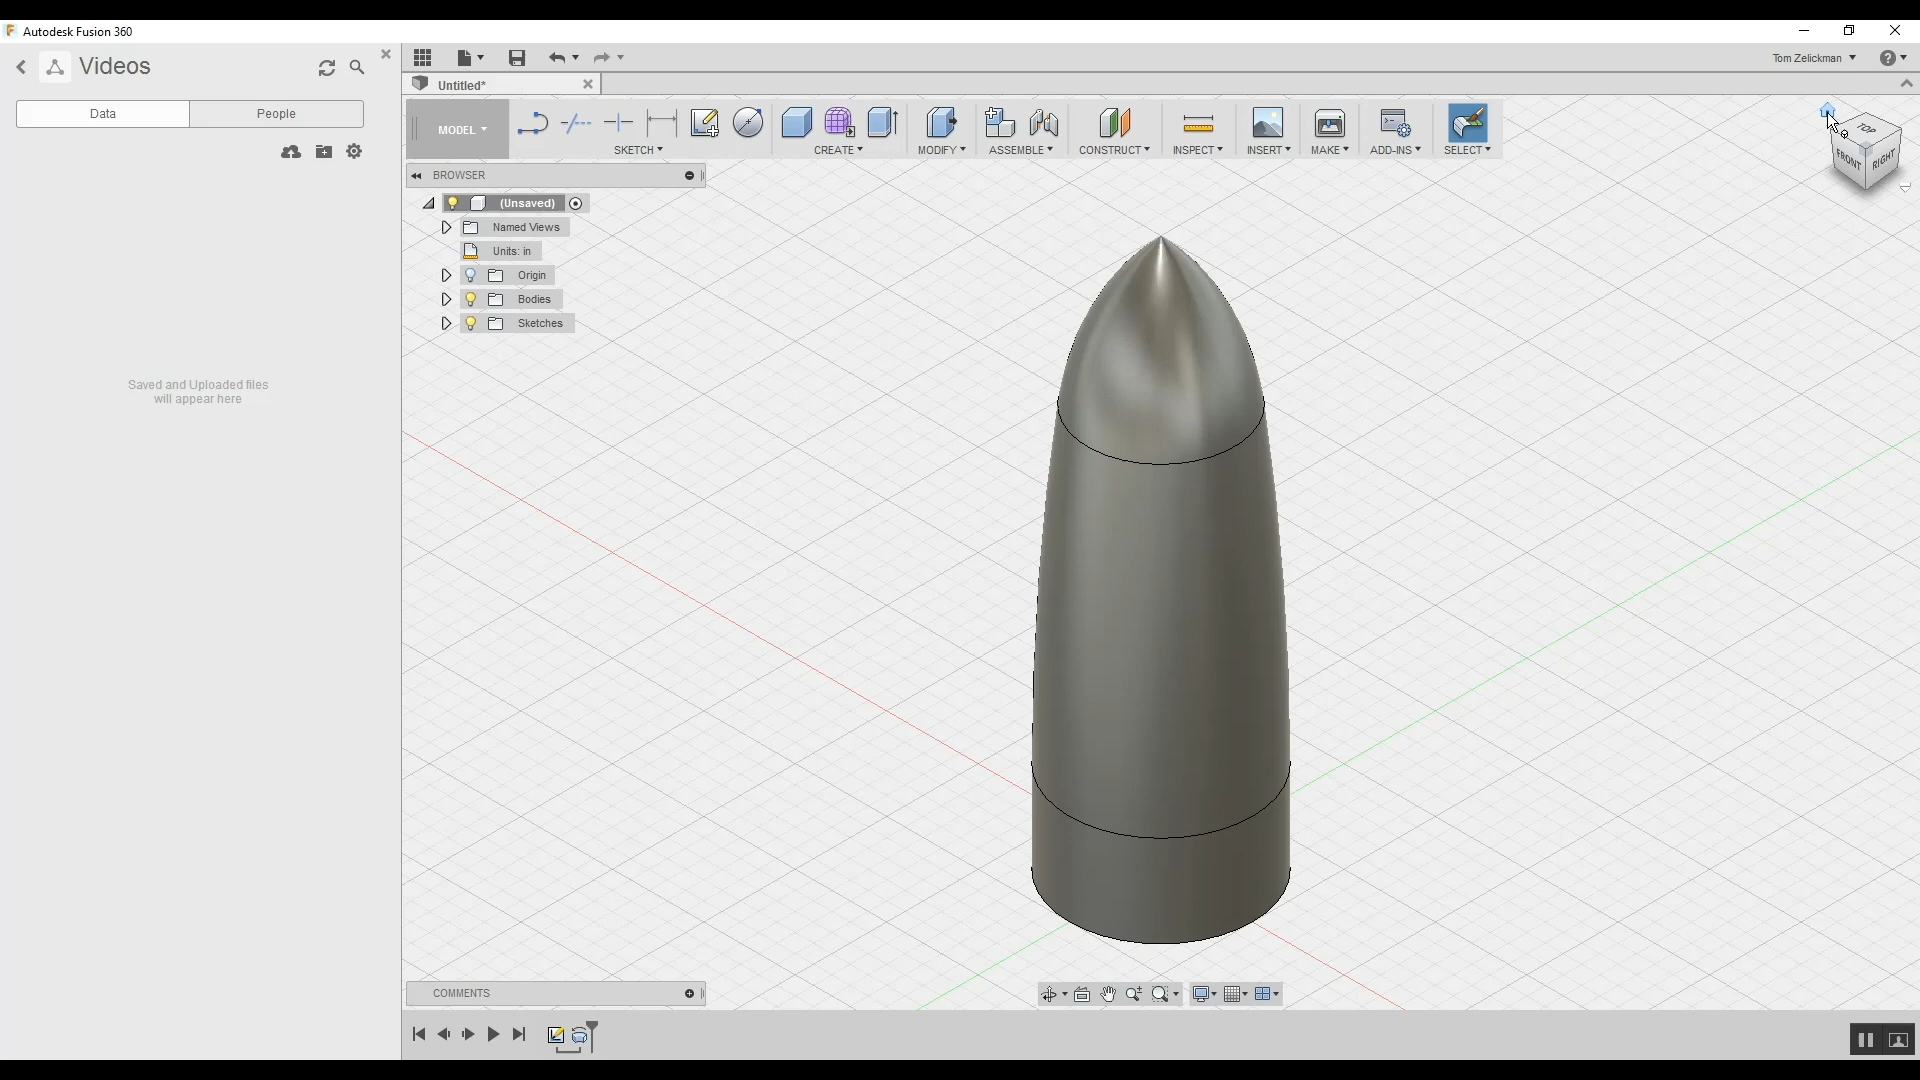 Autodesk Fusion 360
Videos
Tom Zelickman
Untitled*
Data
People
MODEL
SKETCH
CREATE
MODIFY
ASSEMBLE
CONSTRUCT
INSPECT
INSERT
MAKE
ADD-INS
SELECT
TOP
FRONT
RIGHT
BROWSER
(Unsaved)
Named Views
Units: in
Origin
Bodies
Sketches
Saved and Uploaded files
will appear here
COMMENTS